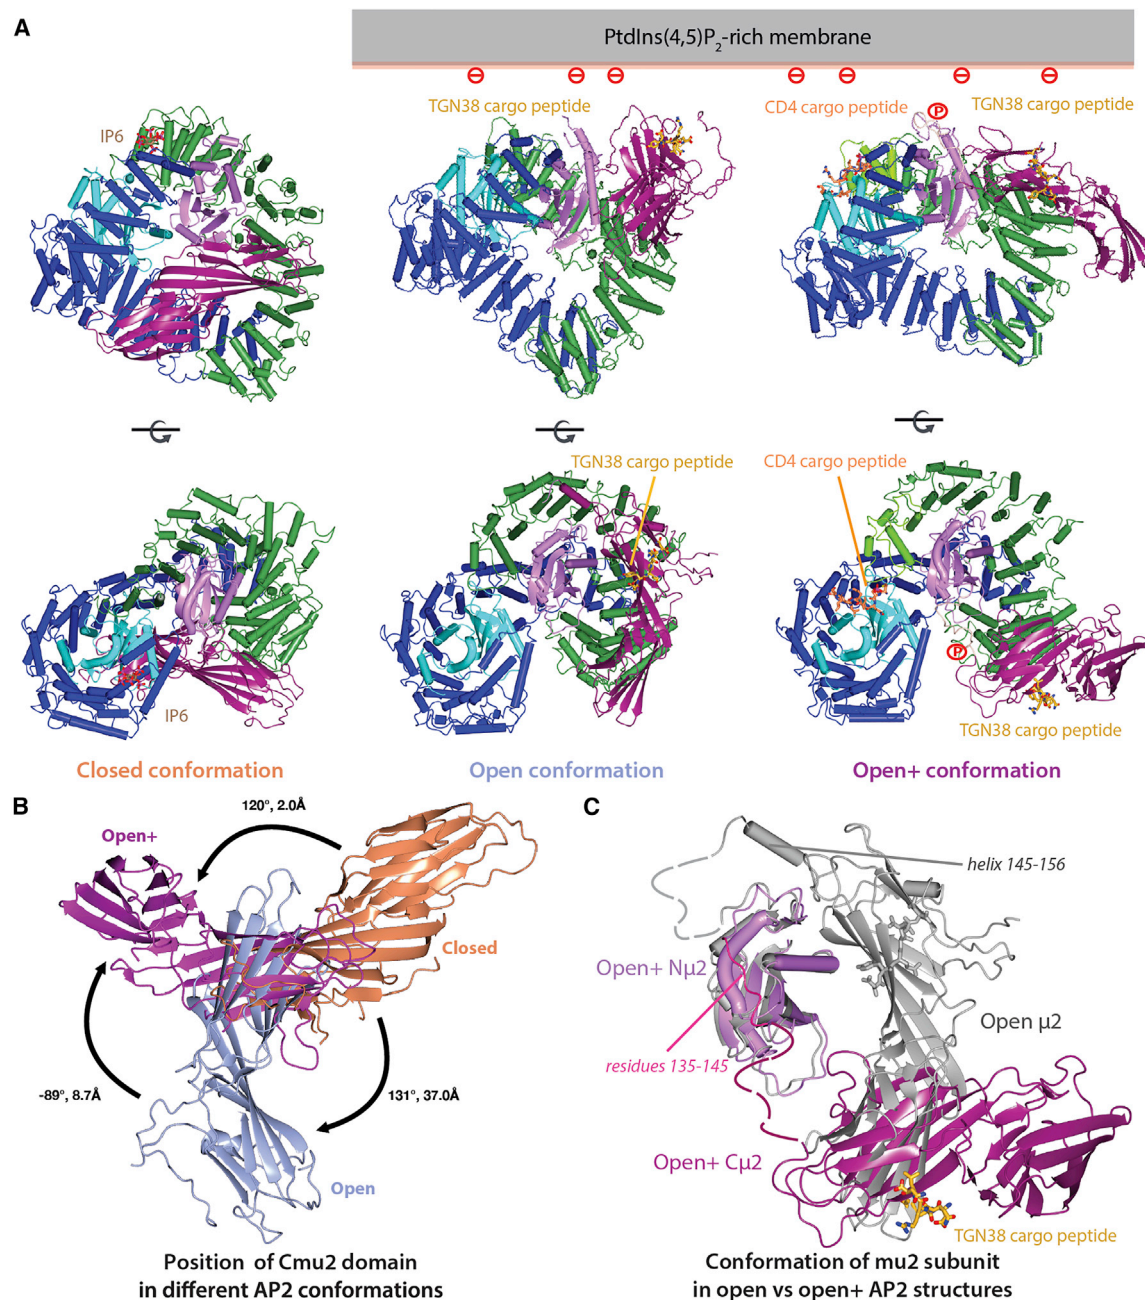 A
PtdIns(4,5)P2-rich membrane
IP6
TGN38 cargo peptide
CD4 cargo peptide
P
TGN38 cargo peptide
TGN38 cargo peptide
CD4 cargo peptide
IP6
P
TGN38 cargo peptide
Closed conformation
Open conformation
Open+ conformation
B
120°, 2.0Å
Open+
Closed
-89°, 8.7Å
131°, 37.0Å
Open
Position of Cmu2 domain
in different AP2 conformations
C
helix 145-156
Open+ Nμ2
Open μ2
residues 135-145
Open+ Cμ2
TGN38 cargo peptide
Conformation of mu2 subunit
in open vs open+ AP2 structures